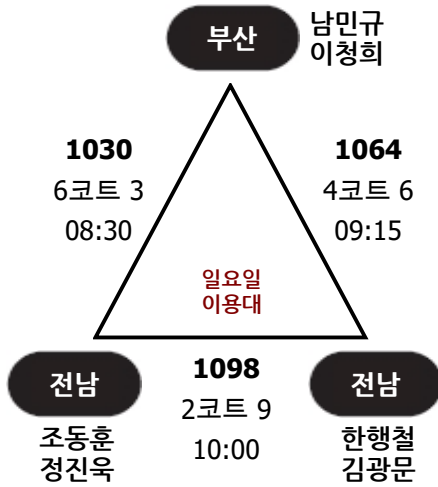 부산
남민규
이청희
1030
6코트 3
08:30
1064
4코트 6
09:15
일요일
이용대
전남
조동훈
정진욱
1098
2코트 9
10:00
전남
한행철
김광문